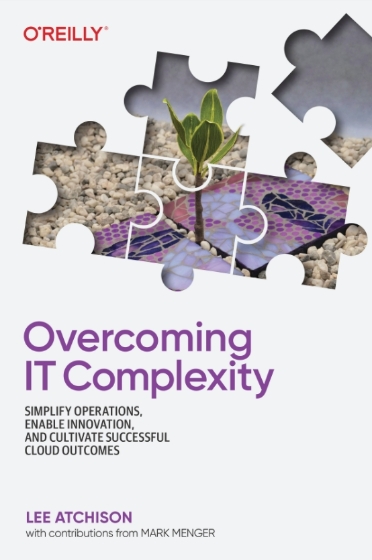 O'REILLY®
Overcoming
IT Complexity
SIMPLIFY OPERATIONS,
ENABLE INNOVATION,
AND CULTIVATE SUCCESSFUL
CLOUD OUTCOMES
LEE ATCHISON
with contributions from MARK MENGER